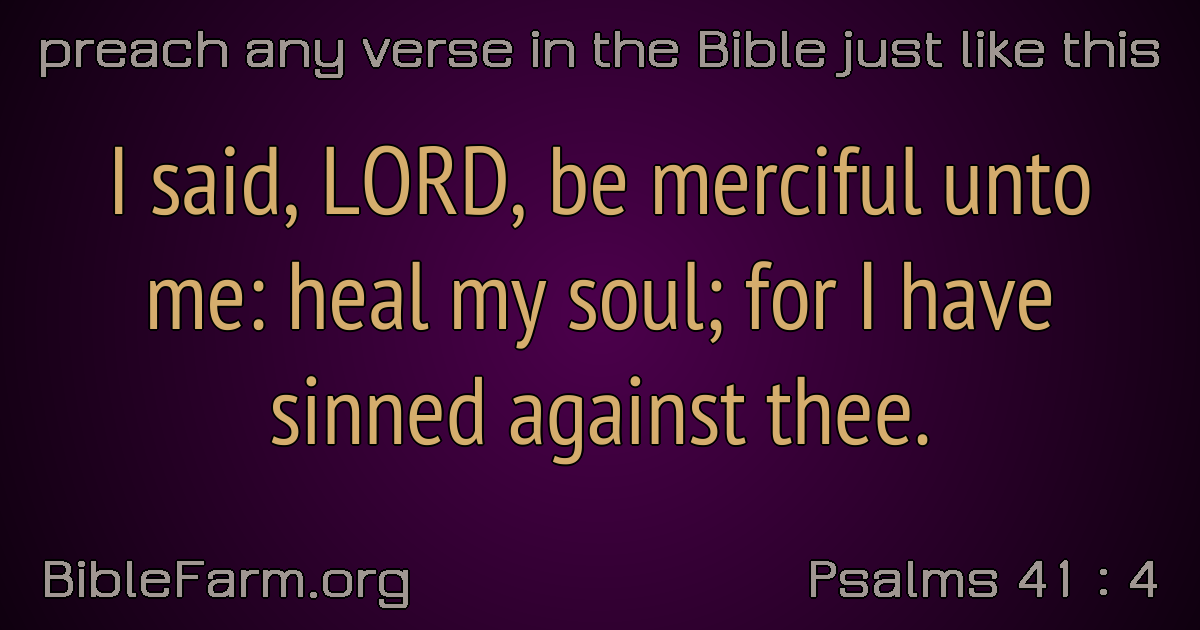 preach any verse in the Bible just like this
I said, LORD, be merciful unto
me: heal my soul; for I have
sinned against thee.
BibleFarm.org
Psalms 41 : 4